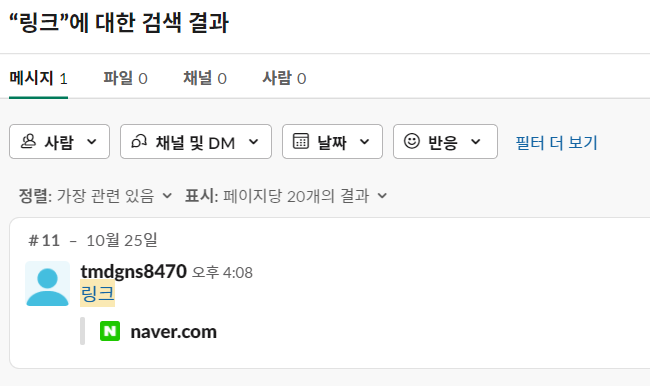 “링크”에 대한 검색 결과
메시지 1 파일 0 채널 0 사람 0
사람 채널 및 DM 날짜 반응 필터 더 보기
정렬: 가장 관련 있음 표시: 페이지당 20개의 결과
# 11 – 10월 25일
tmdgns8470 오후 4:08
링크
N naver.com